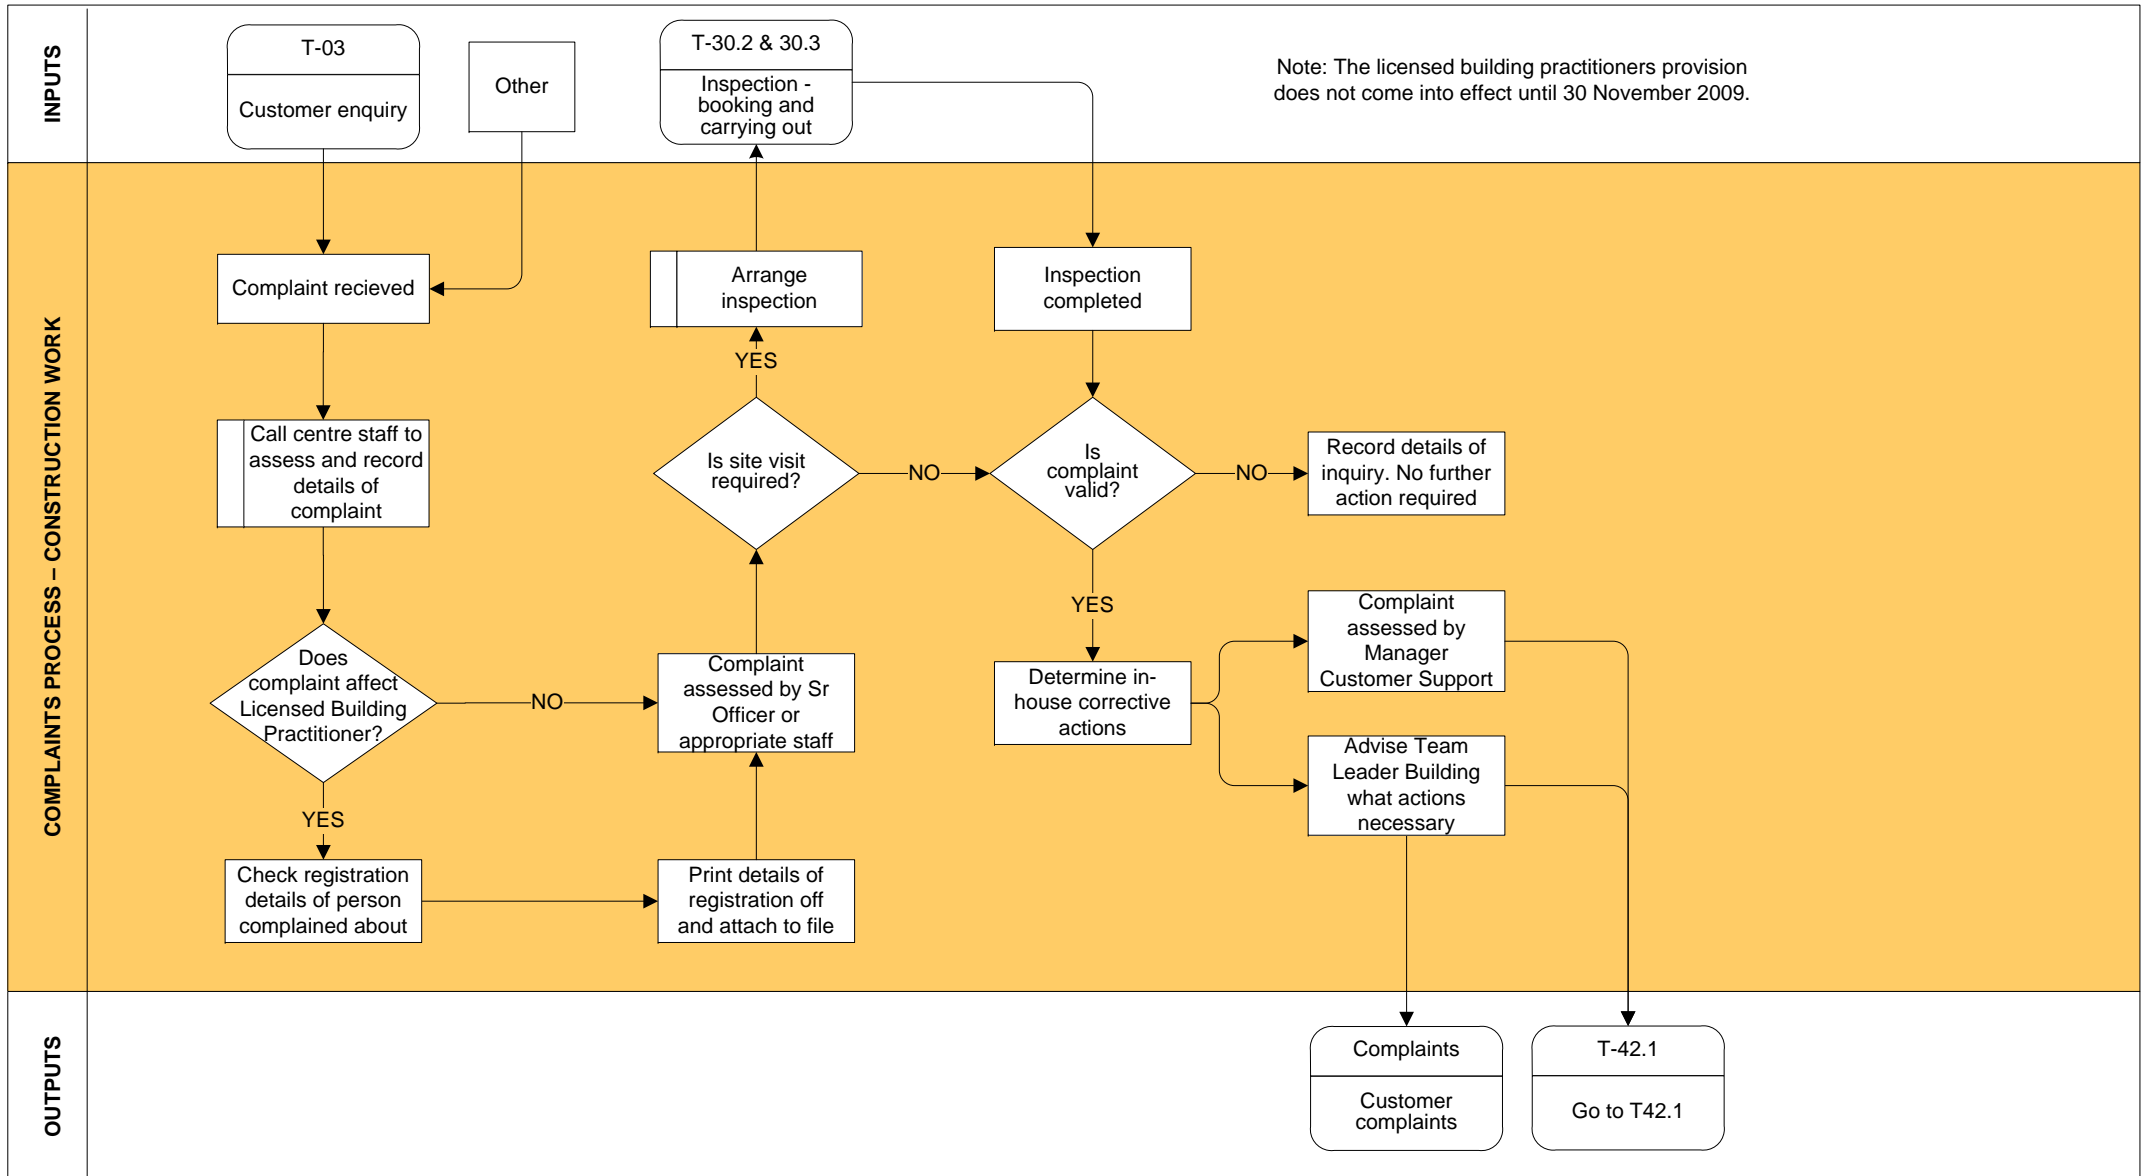 INPUTS
T-03
Customer enquiry
Other
T-30.2 & 30.3
Inspection -
booking and
carrying out
Note: The licensed building practitioners provision
does not come into effect until 30 November 2009.
COMPLAINTS PROCESS – CONSTRUCTION WORK
Complaint recieved
Arrange
inspection
Inspection
completed
YES
Call centre staff to
assess and record
details of
complaint
Is site visit
required?
NO
Is
complaint
valid?
NO
Record details of
inquiry. No further
action required
YES
Does
complaint affect
Licensed Building
Practitioner?
NO
Complaint
assessed by Sr
Officer or
appropriate staff
Determine in-
house corrective
actions
Complaint
assessed by
Manager
Customer Support
Advise Team
Leader Building
what actions
necessary
YES
Check registration
details of person
complained about
Print details of
registration off
and attach to file
OUTPUTS
Complaints
Customer
complaints
T-42.1
Go to T42.1